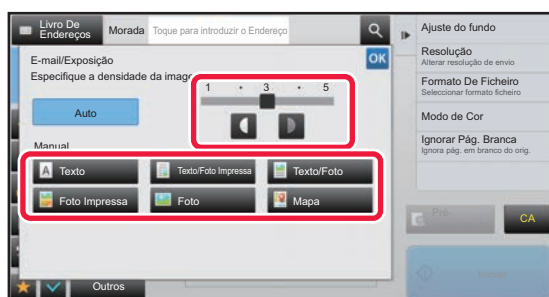 Livro De
Endereços
Morada
Toque para introduzir o Endereço
E-mail/Exposição
OK
Especifique a densidade da image
1 • 3 • 5
Auto
Manual
Texto
Texto/Foto Impressa
Texto/Foto
Foto Impressa
Foto
Mapa
Outros
Ajuste do fundo
Resolução
Alterar resolução de envio
Formato De Ficheiro
Seleccionar formato ficheiro
Modo de Cor
Ignorar Pág. Branca
Ignora pág. em branco do orig.
CA